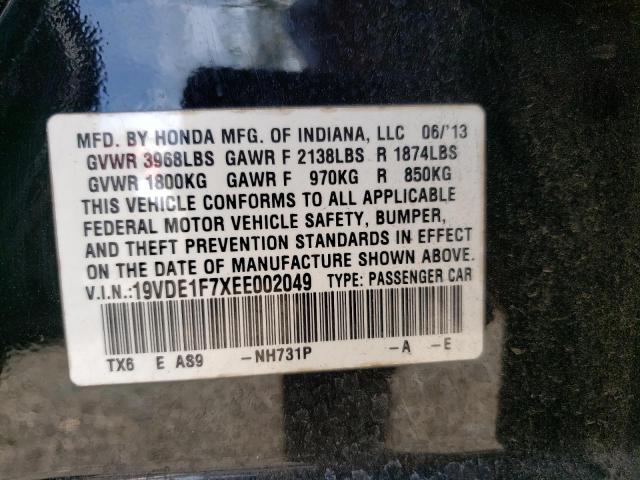 MFD. BY HONDA MFG. OF INDIANA, LLC 06/'13
GVWR 3968LBS GAWR F 2138LBS R 1874LBS
GVWR 1800KG GAWR F 970KG R 850KG
THIS VEHICLE CONFORMS TO ALL APPLICABLE
FEDERAL MOTOR VEHICLE SAFETY, BUMPER,
AND THEFT PREVENTION STANDARDS IN EFFECT
ON THE DATE OF MANUFACTURE SHOWN ABOVE.
V.I.N.:19VDE1F7XEE002049 TYPE: PASSENGER CAR
TX6 E AS9 -NH731P -A -E